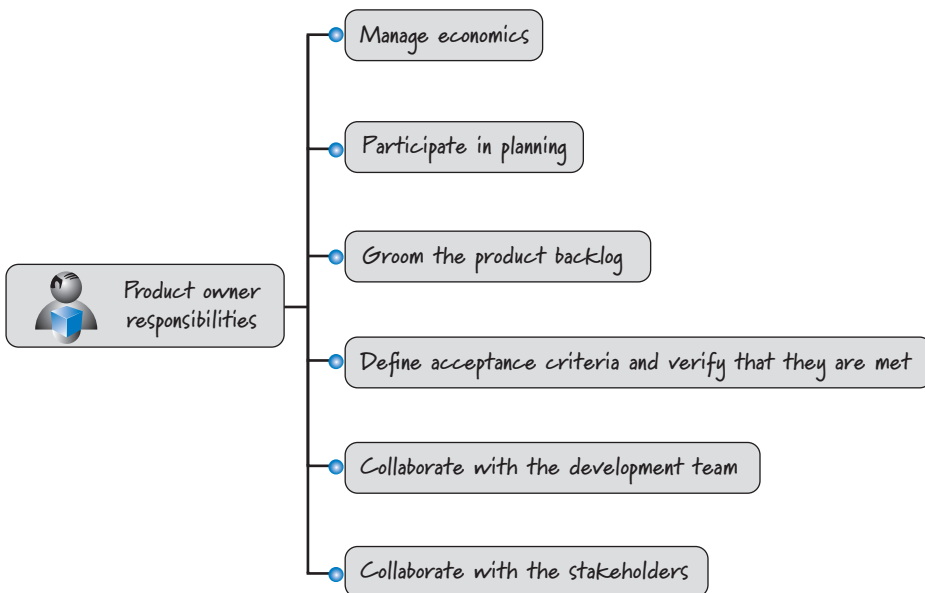 Manage economics
Participate in planning
Groom the product backlog
Product owner
responsibilities
Define acceptance criteria and verify that they are met
Collaborate with the development team
Collaborate with the stakeholders